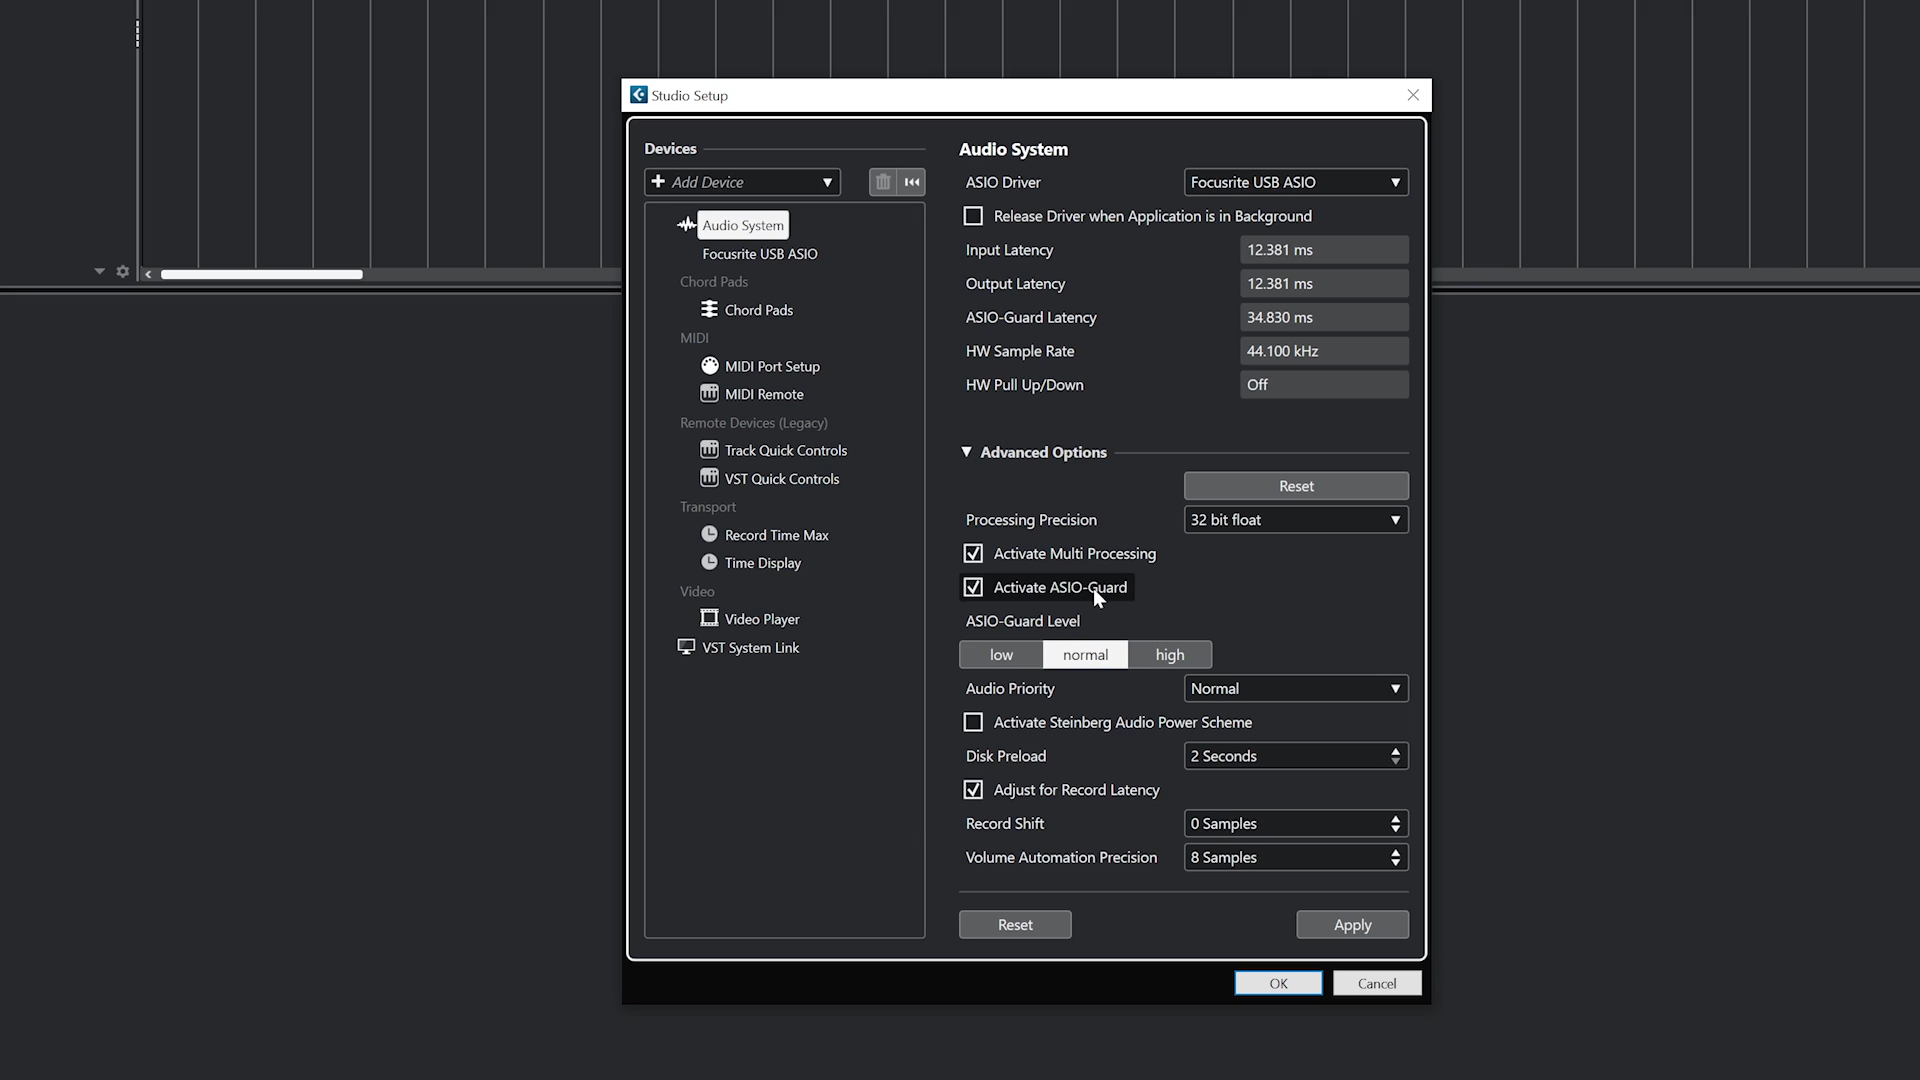 Studio Setup
Devices
Add Device
Audio System
Focusrite USB ASIO
Chord Pads
Chord Pads
MIDI
MIDI Port Setup
MIDI Remote
Remote Devices (Legacy)
Track Quick Controls
VST Quick Controls
Transport
Record Time Max
Time Display
Video
Video Player
VST System Link
Audio System
ASIO Driver Focusrite USB ASIO
Release Driver when Application is in Background
Input Latency 12.381 ms
Output Latency 12.381 ms
ASIO-Guard Latency 34.830 ms
HW Sample Rate 44.100 kHz
HW Pull Up/Down Off
Advanced Options
Reset
Processing Precision 32 bit float
Activate Multi Processing
Activate ASIO-Guard
ASIO-Guard Level
low normal high
Audio Priority Normal
Activate Steinberg Audio Power Scheme
Disk Preload 2 Seconds
Adjust for Record Latency
Record Shift 0 Samples
Volume Automation Precision 8 Samples
Reset Apply
OK Cancel